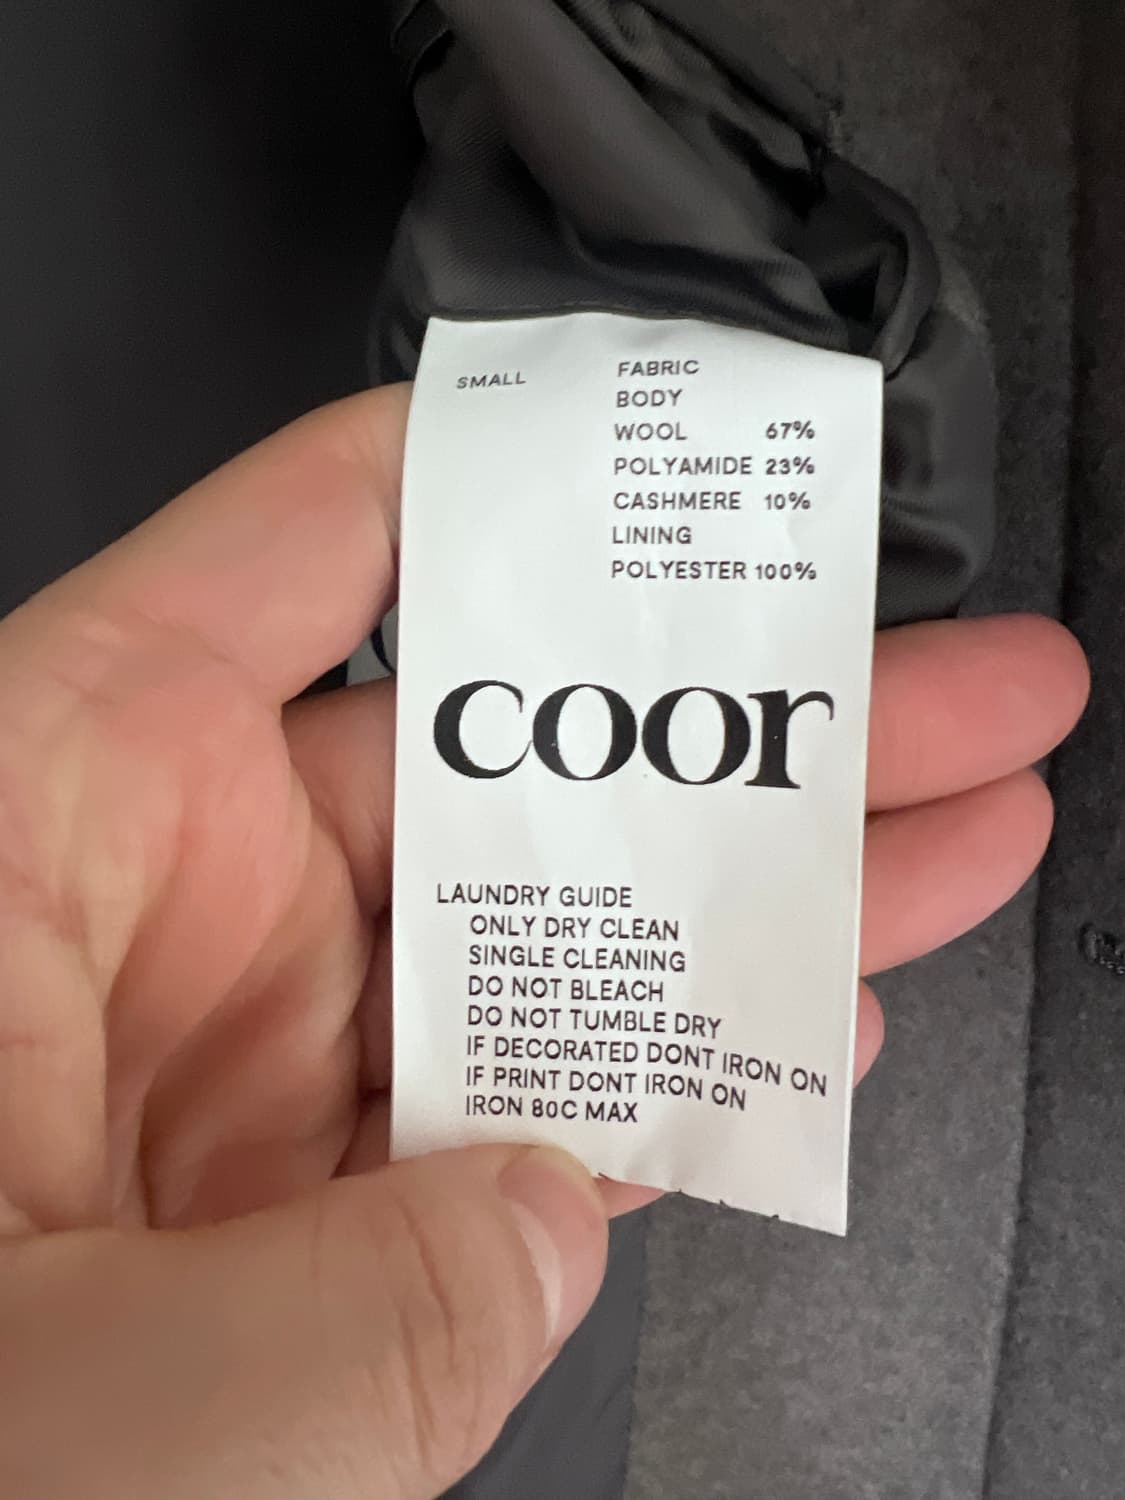 SMALL
FABRIC
BODY
WOOL 67%
POLYAMIDE 23%
CASHMERE 10%
LINING
POLYESTER 100%
coor
LAUNDRY GUIDE
ONLY DRY CLEAN
SINGLE CLEANING
DO NOT BLEACH
DO NOT TUMBLE DRY
IF DECORATED DONT IRON ON
IF PRINT DONT IRON ON
IRON 80C MAX